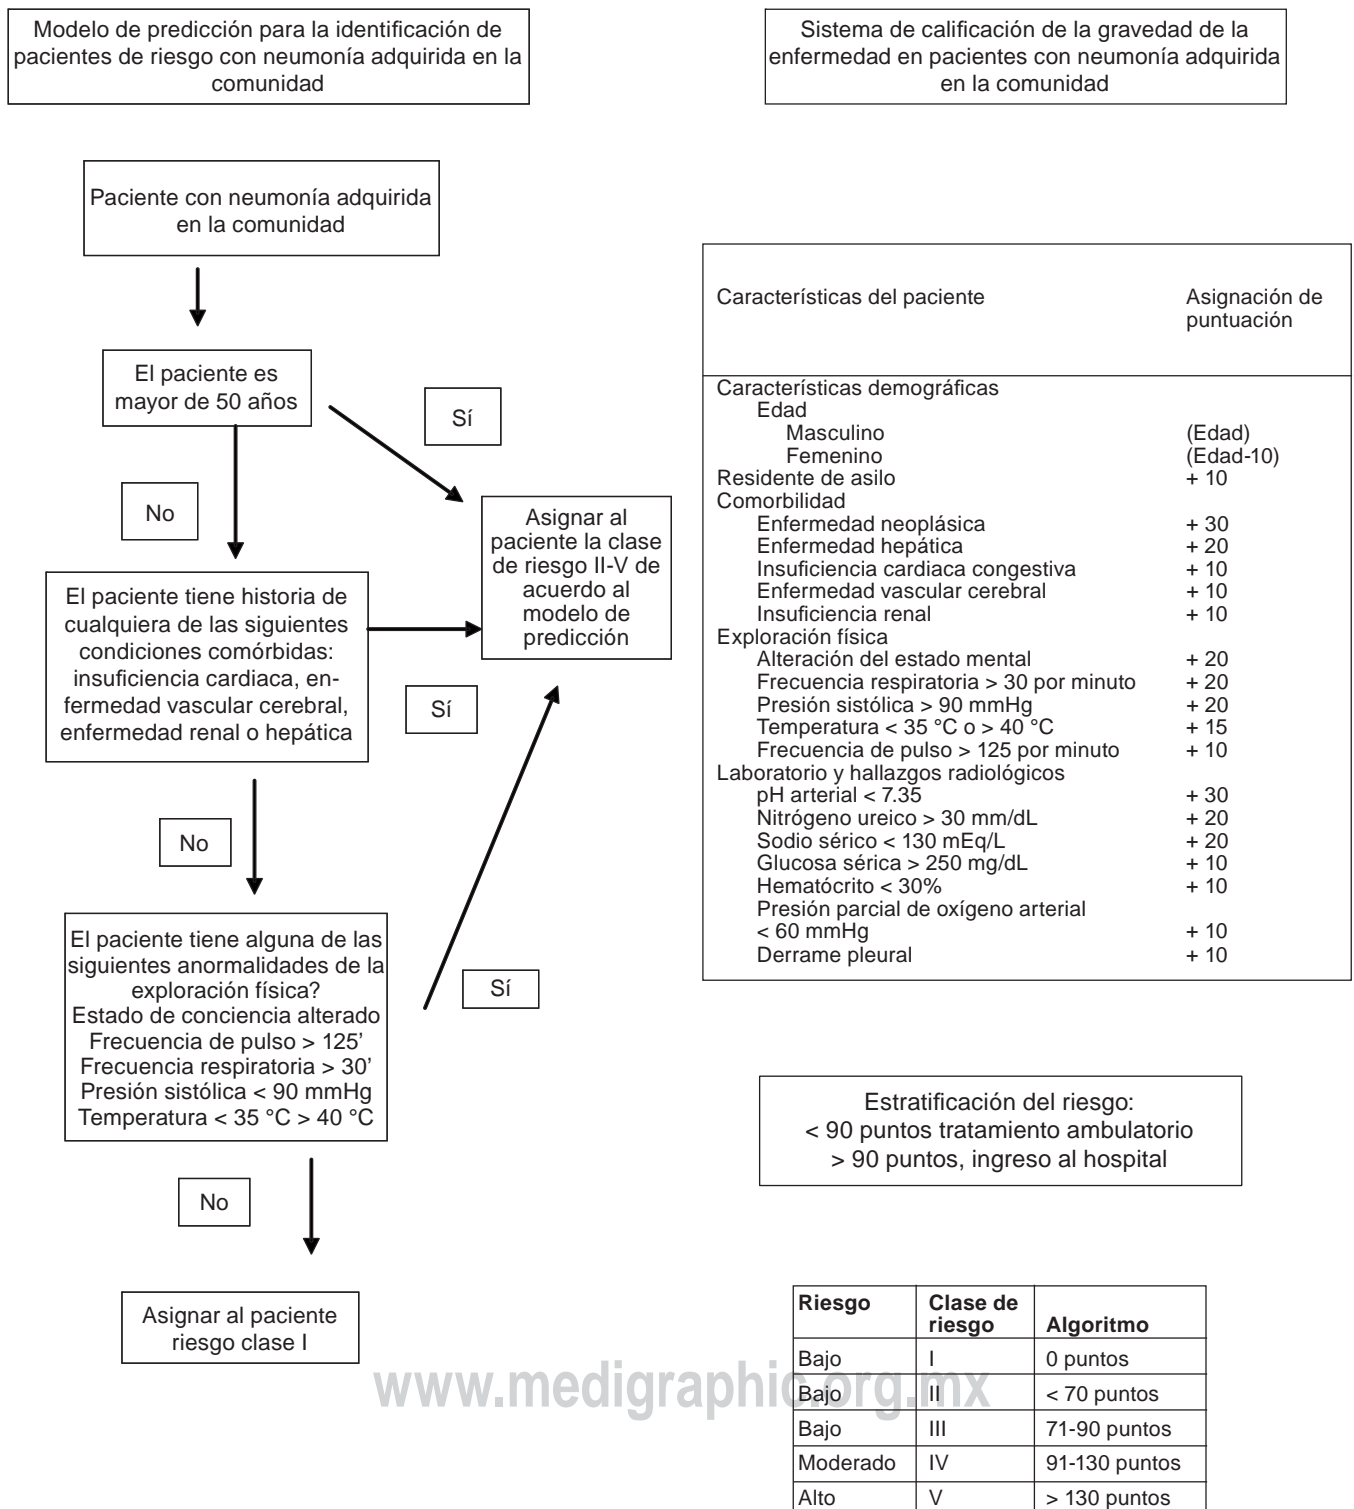 Modelo de predicción para la identificación de
pacientes de riesgo con neumonía adquirida en la
comunidad
Sistema de calificación de la gravedad de la
enfermedad en pacientes con neumonía adquirida
en la comunidad
Paciente con neumonía adquirida
en la comunidad
El paciente es
mayor de 50 años
Sí
No
Asignar al
paciente la clase
de riesgo II-V de
acuerdo al
modelo de
predicción
El paciente tiene historia de
cualquiera de las siguientes
condiciones comórbidas:
insuficiencia cardiaca, en-
fermedad vascular cerebral,
enfermedad renal o hepática
Sí
No
El paciente tiene alguna de las
siguientes anormalidades de la
exploración física?
Estado de conciencia alterado
Frecuencia de pulso > 125’
Frecuencia respiratoria > 30’
Presión sistólica < 90 mmHg
Temperatura < 35 °C > 40 °C
Sí
No
Asignar al paciente
riesgo clase I
Características del paciente Asignación de
puntuación
Características demográficas
Edad
Masculino (Edad)
Femenino (Edad-10)
Residente de asilo + 10
Comorbilidad
Enfermedad neoplásica + 30
Enfermedad hepática + 20
Insuficiencia cardiaca congestiva + 10
Enfermedad vascular cerebral + 10
Insuficiencia renal + 10
Exploración física
Alteración del estado mental + 20
Frecuencia respiratoria > 30 por minuto + 20
Presión sistólica > 90 mmHg + 20
Temperatura < 35 °C o > 40 °C + 15
Frecuencia de pulso > 125 por minuto + 10
Laboratorio y hallazgos radiológicos
pH arterial < 7.35 + 30
Nitrógeno ureico > 30 mm/dL + 20
Sodio sérico < 130 mEq/L + 20
Glucosa sérica > 250 mg/dL + 10
Hematócrito < 30% + 10
Presión parcial de oxígeno arterial
< 60 mmHg + 10
Derrame pleural + 10
Estratificación del riesgo:
< 90 puntos tratamiento ambulatorio
> 90 puntos, ingreso al hospital
Riesgo Clase de
riesgo Algoritmo
Bajo I 0 puntos
Bajo II < 70 puntos
Bajo III 71-90 puntos
Moderado IV 91-130 puntos
Alto V > 130 puntos
www.medigraphic.org.mx